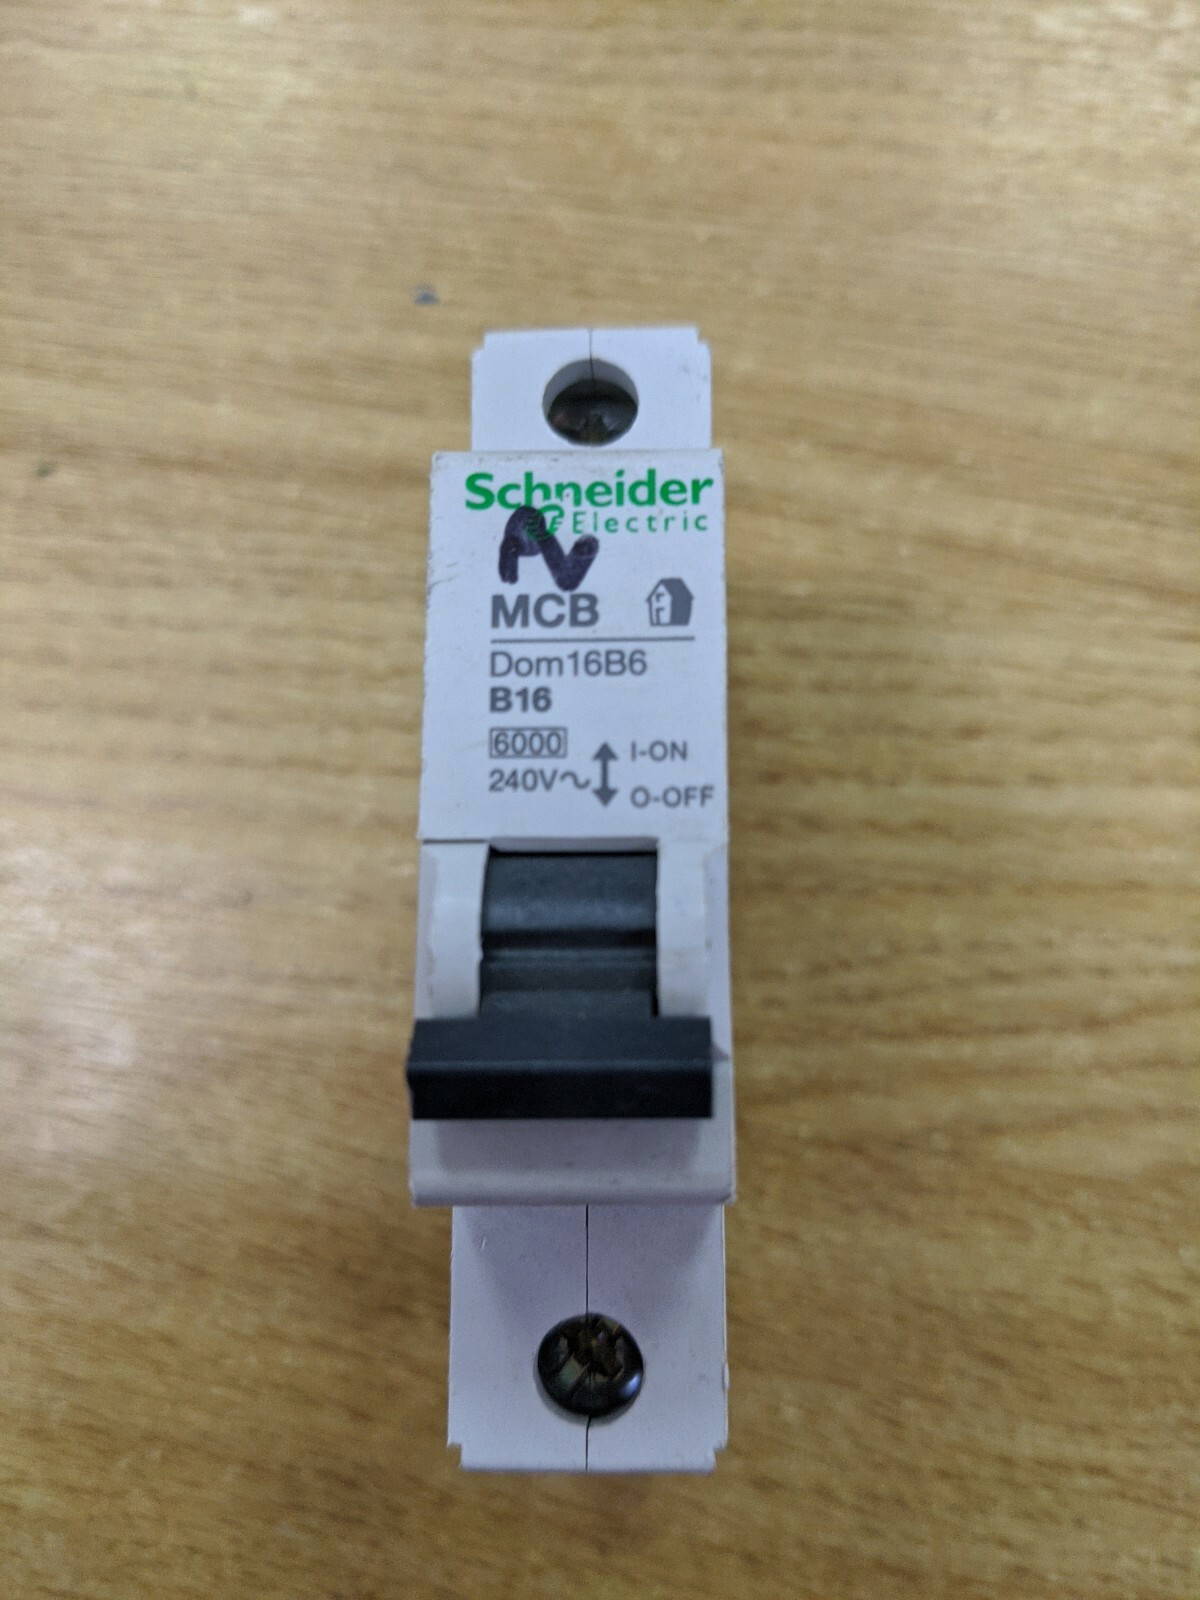 Schneider
Electric
PV
MCB
Dom16B6
B16
6000
240V~
I-ON
O-OFF